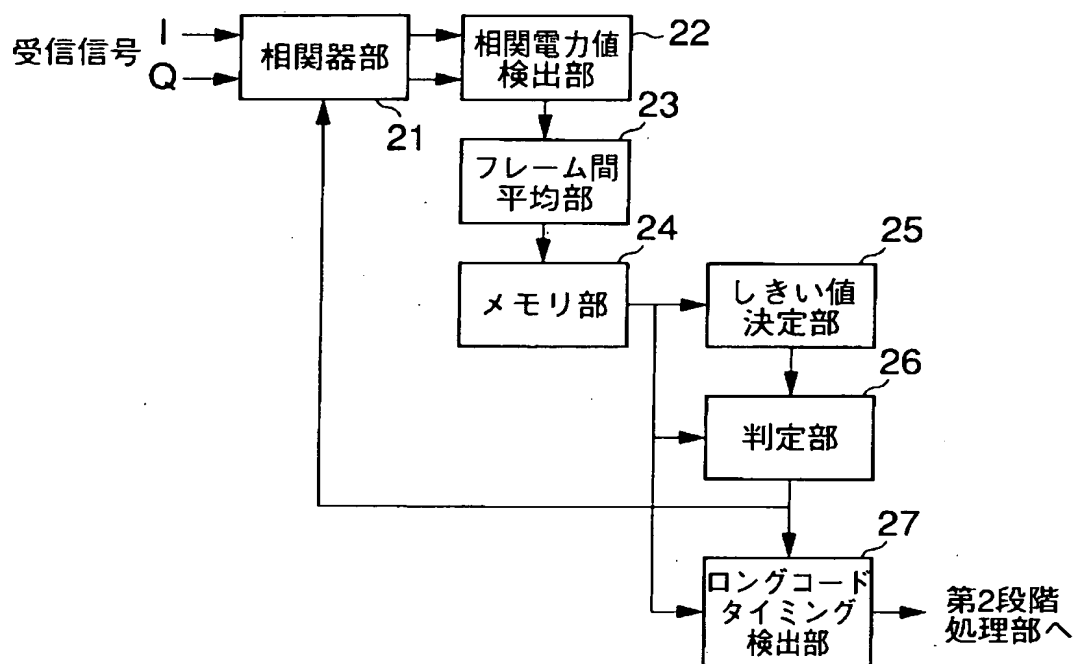 受信信号
I
Q
相関器部
21
相関電力値
検出部
22
フレーム間
平均部
23
メモリ部
24
しきい値
決定部
25
判定部
26
ロングコード
タイミング
検出部
27
第2段階
処理部へ